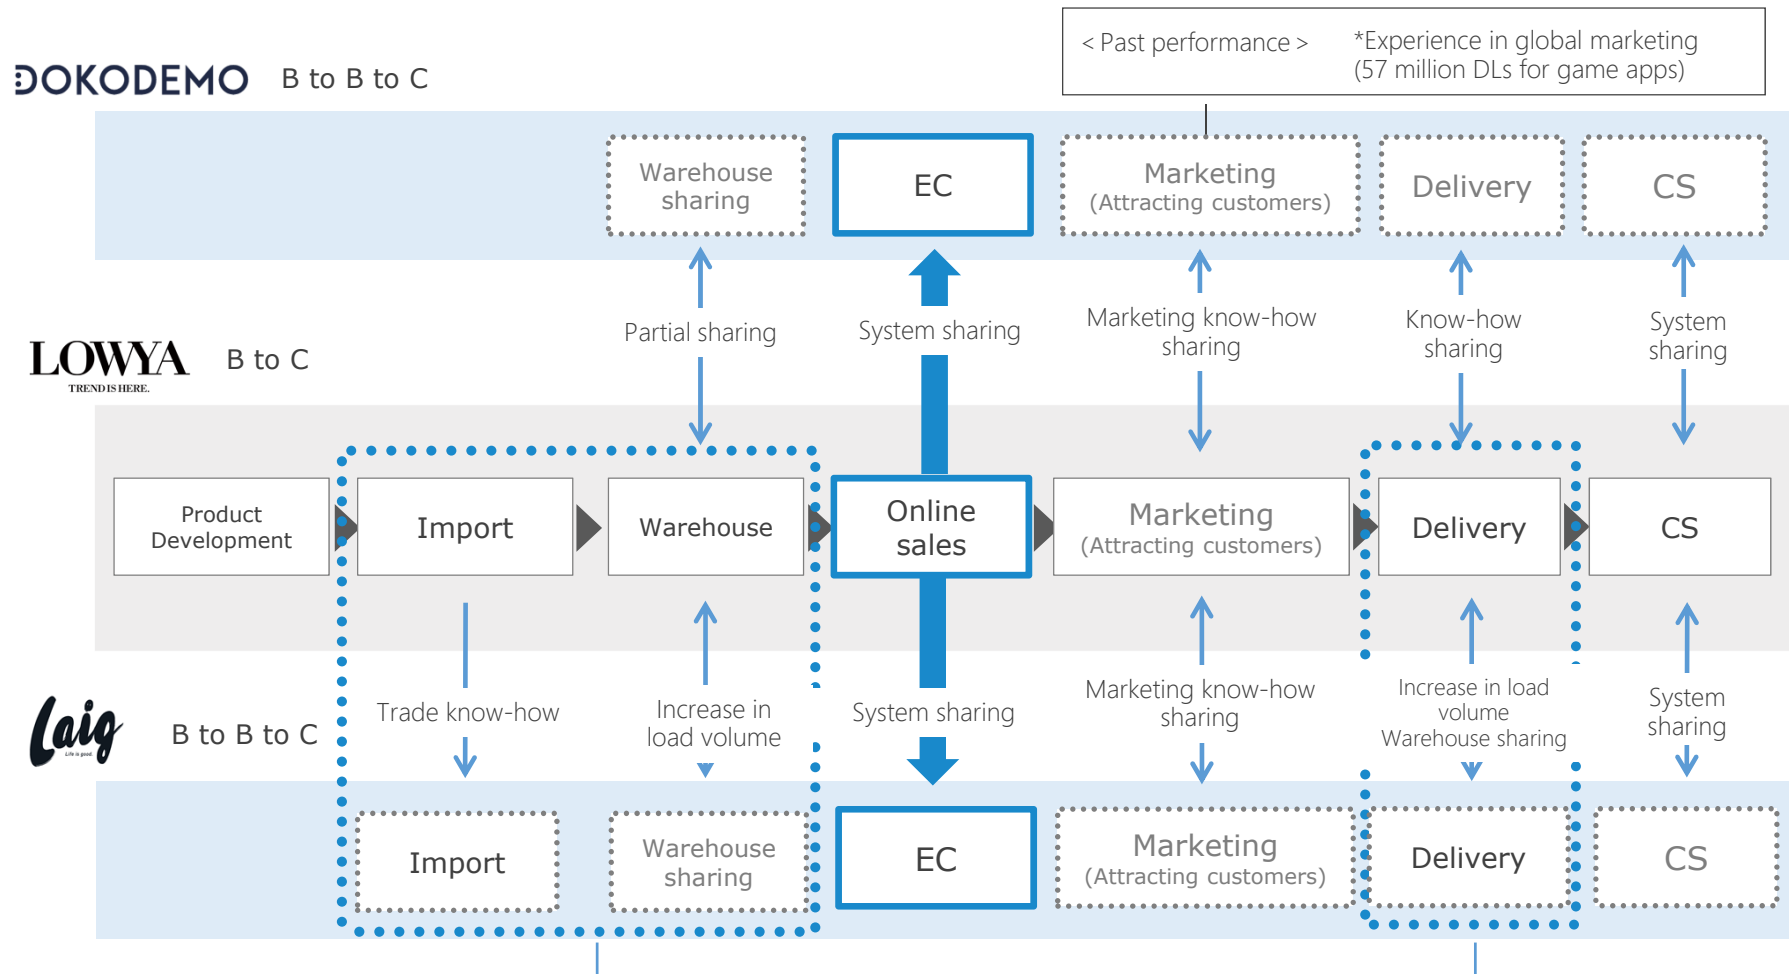 < Past performance >
*Experience in global marketing
(57 million DLs for game apps)
DOKODEMO
B to B to C
Warehouse
sharing
EC
Marketing
(Attracting customers)
Delivery
CS
Partial sharing
System sharing
Marketing know-how
sharing
Know-how
sharing
System
sharing
LOWYA
TREND IS HERE.
B to C
Product
Development
Import
Warehouse
Online
sales
Marketing
(Attracting customers)
Delivery
CS
Trade know-how
Increase in
load volume
System sharing
Marketing know-how
sharing
Increase in load
volume
Warehouse sharing
System
sharing
Laig
Life is good.
B to B to C
Import
Warehouse
sharing
EC
Marketing
(Attracting customers)
Delivery
CS